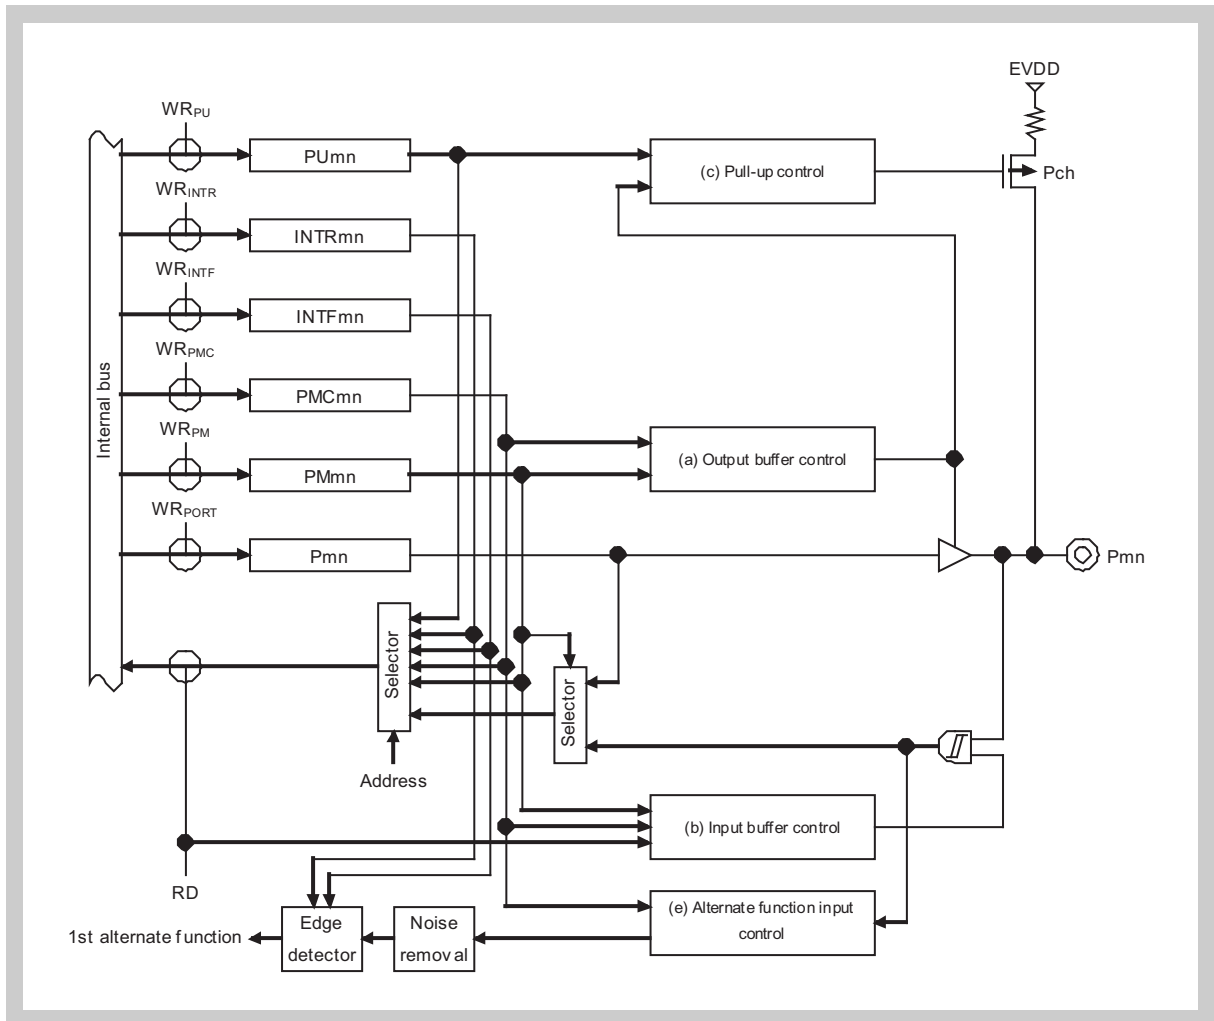 EVDD
WRPU
PUmn
(c) Pull-up control
Pch
WRINTR
INTRmn
WRINTF
INTFmn
WRPMC
Internal bus
PMCmn
WRPM
PMmn
(a) Output buffer control
WRPORT
Pmn
Pmn
Selector
Selector
Address
(b) Input buffer control
RD
(e) Alternate function input
control
1st alternate function
Edge
detector
Noise
removal